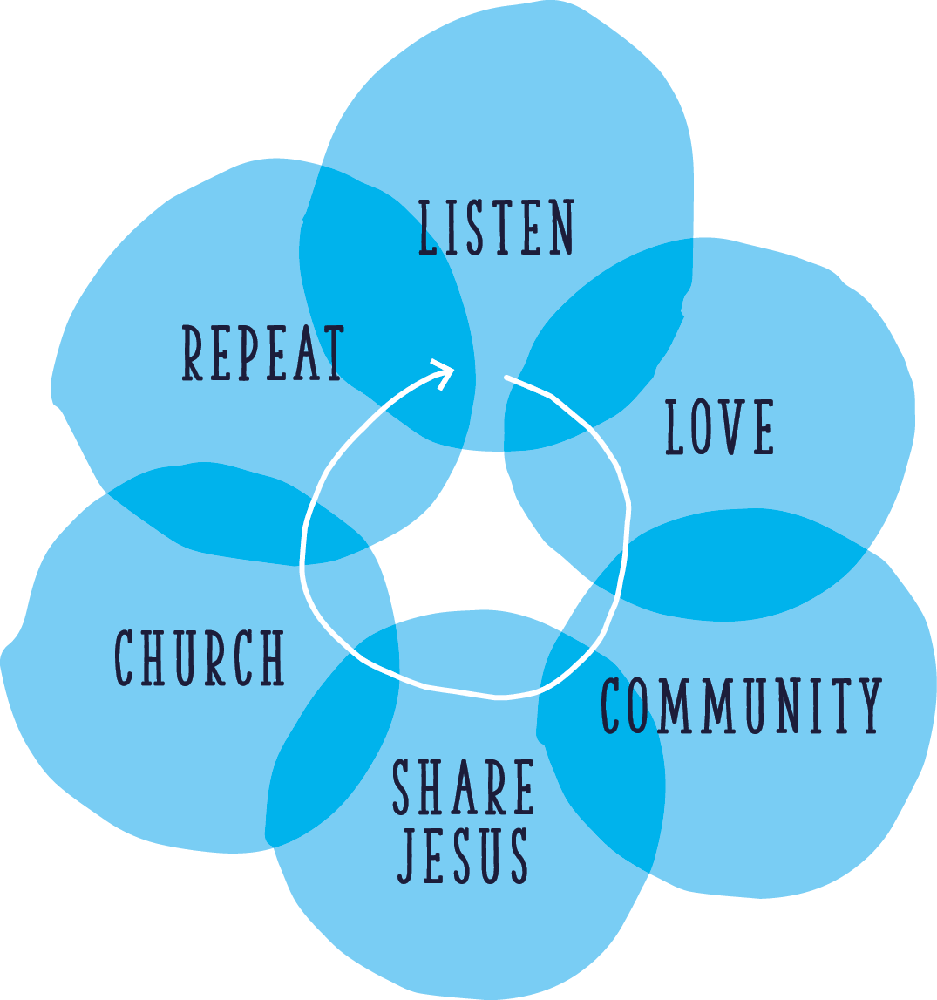 LISTEN
LOVE
COMMUNITY
SHARE
JESUS
CHURCH
REPEAT